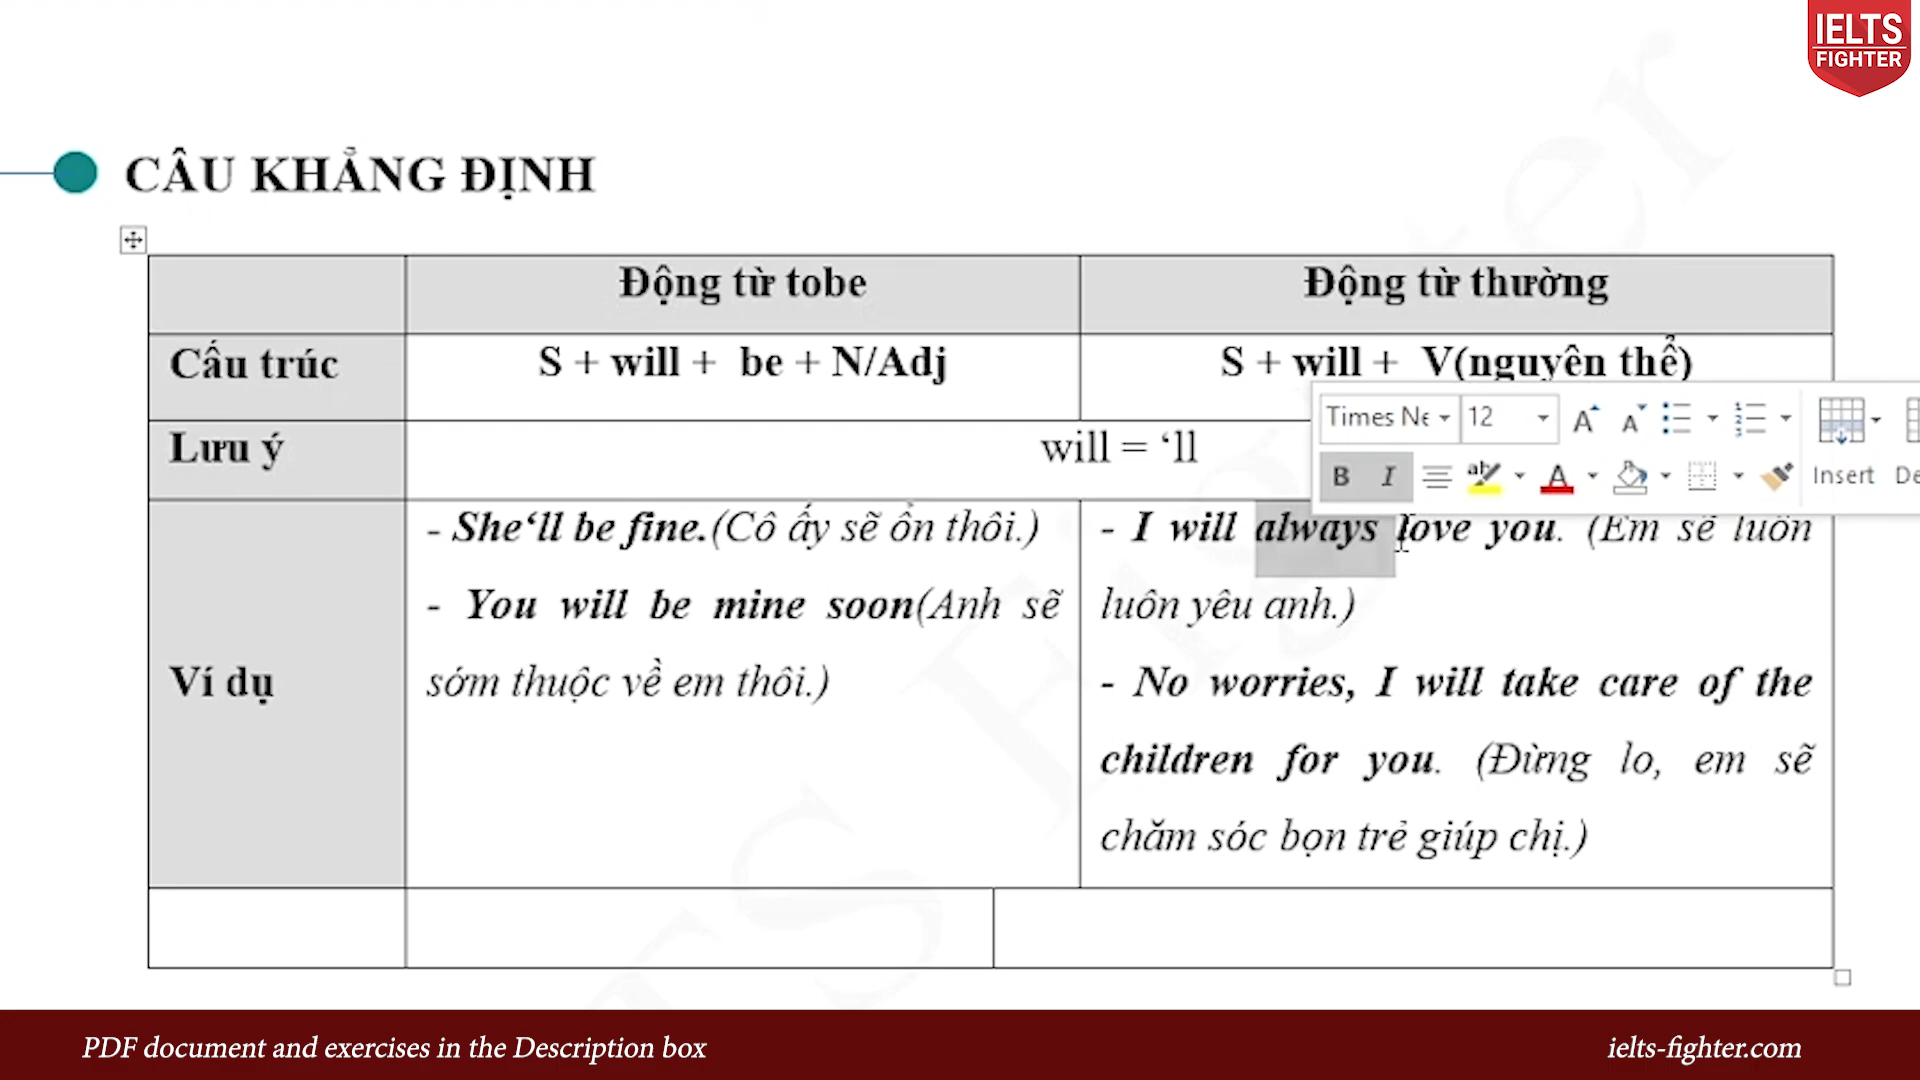 IELTS
FIGHTER
CÂU KHẲNG ĐỊNH
Động từ tobe
Động từ thường
Cấu trúc
S + will + be + N/Adj
S + will + V(nguyên thể)
Lưu ý
will = ‘ll
Times Ne
12
B I
Insert
De
Ví dụ
- She‘ll be fine.(Cô ấy sẽ ổn thôi.)
- You will be mine soon(Anh sẽ
sớm thuộc về em thôi.)
- I will always love you. (Em sẽ luôn
luôn yêu anh.)
- No worries, I will take care of the
children for you. (Đừng lo, em sẽ
chăm sóc bọn trẻ giúp chị.)
PDF document and exercises in the Description box
ielts-fighter.com